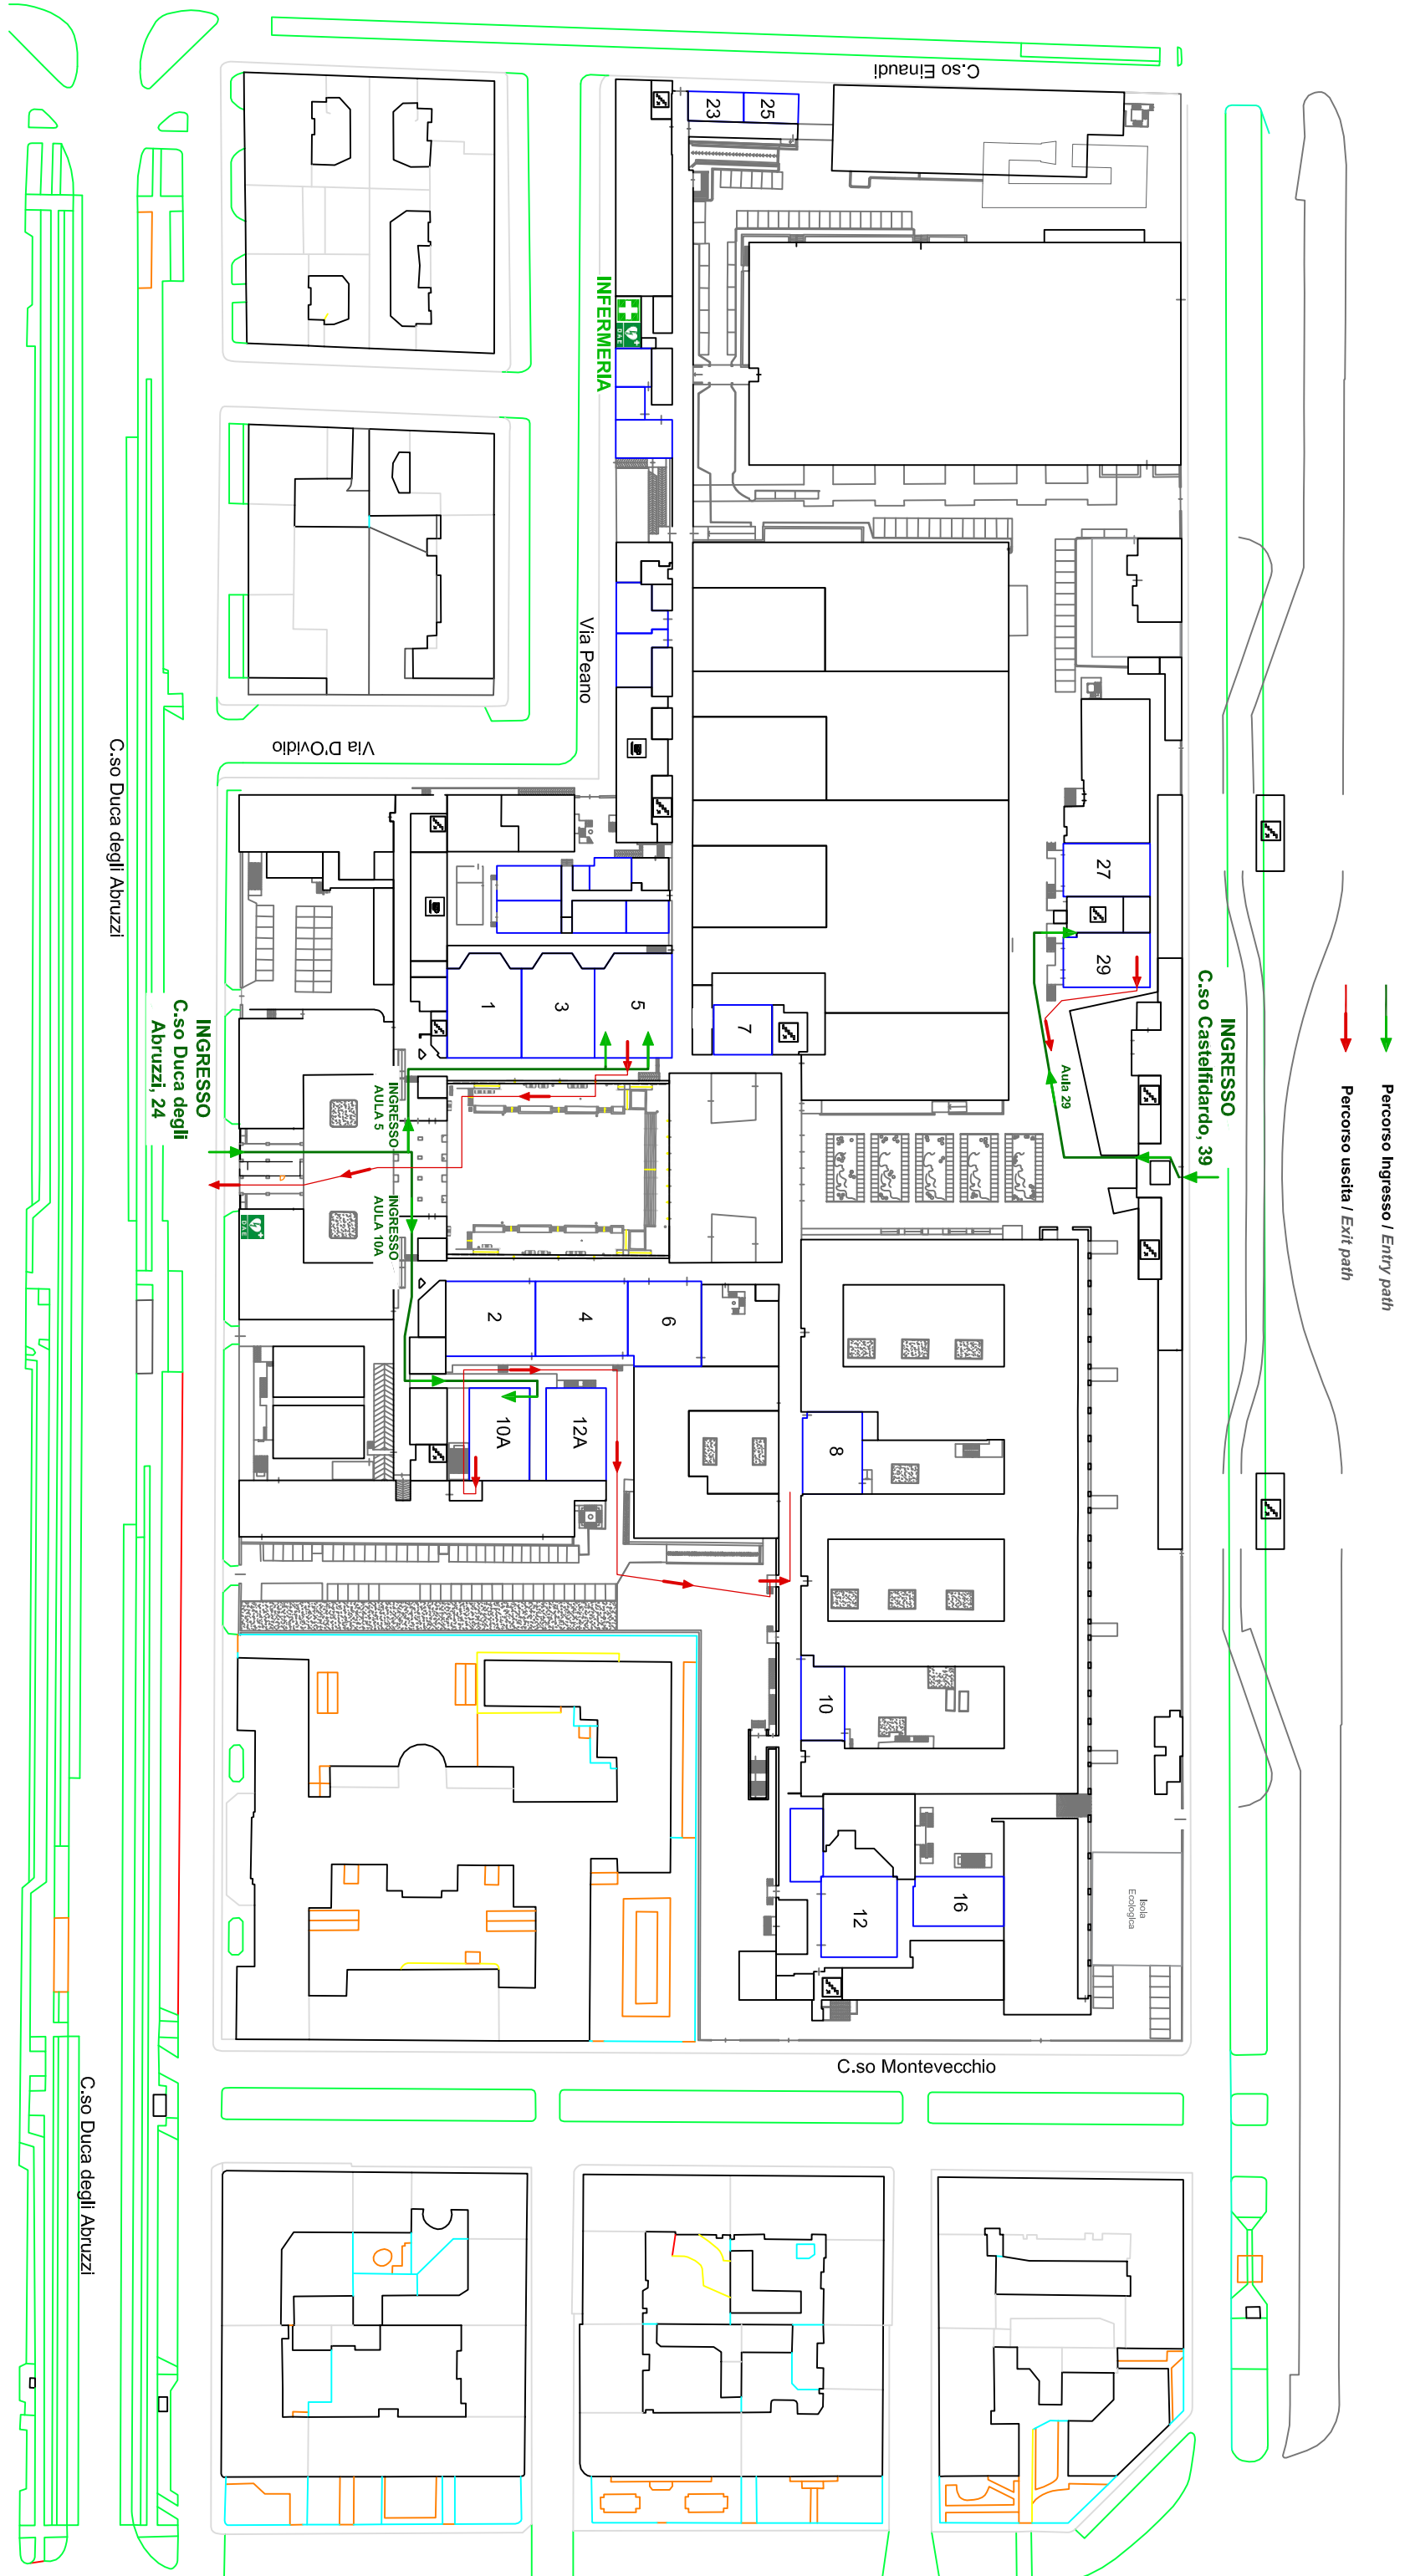 C.so Einaudi
23
25
INFERMERIA
DAE
Via Peano
Via D'Ovidio
C.so Duca degli Abruzzi
27
29
1
3
5
7
Aula 29
INGRESSO
C.so Castelfidardo, 39
Percorso Ingresso / Entry path
Percorso uscita / Exit path
INGRESSO
C.so Duca degli
Abruzzi, 24
INGRESSO
AULA 5
INGRESSO
AULA 10A
DAE
2
4
6
10A
12A
8
10
12
16
Isola
Ecologica
C.so Montevecchio
C.so Duca degli Abruzzi